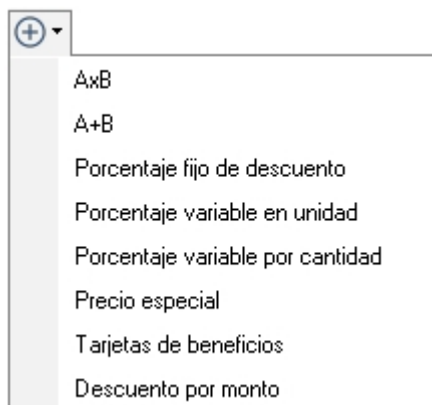 AxB
A+B
Porcentaje fijo de descuento
Porcentaje variable en unidad
Porcentaje variable por cantidad
Precio especial
Tarjetas de beneficios
Descuento por monto